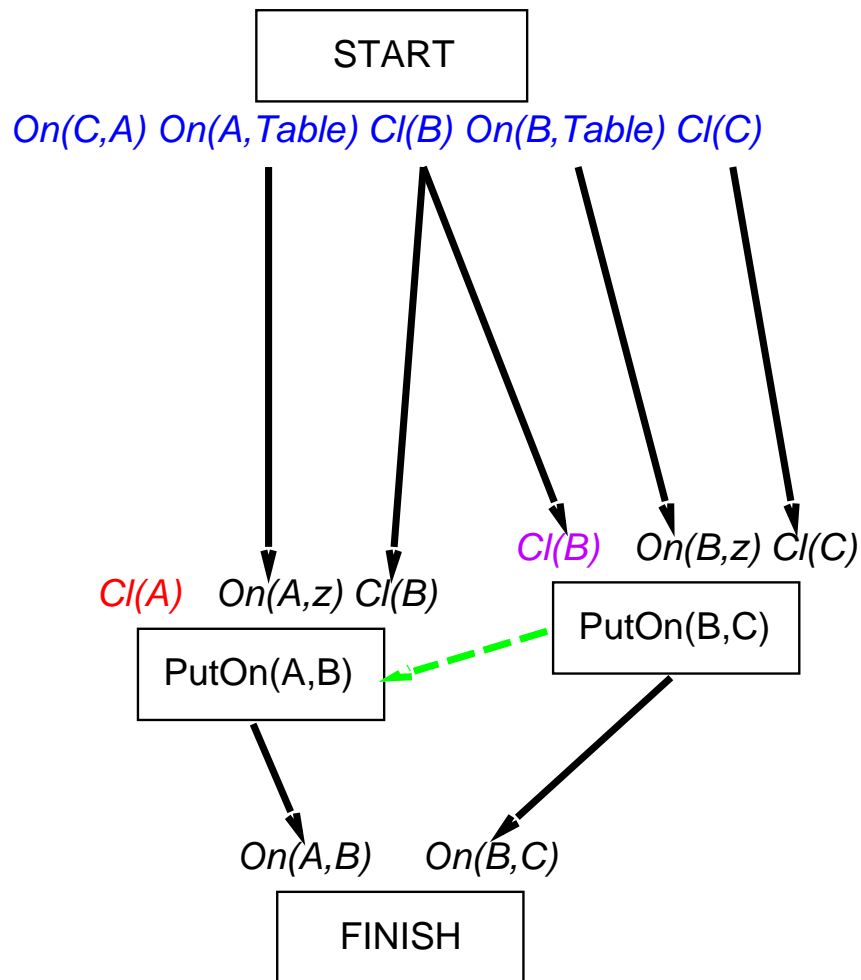 START
On(C,A) On(A,Table) Cl(B) On(B,Table) Cl(C)
Cl(B) On(B,z) Cl(C)
Cl(A) On(A,z) Cl(B)
PutOn(B,C)
PutOn(A,B)
On(A,B) On(B,C)
FINISH